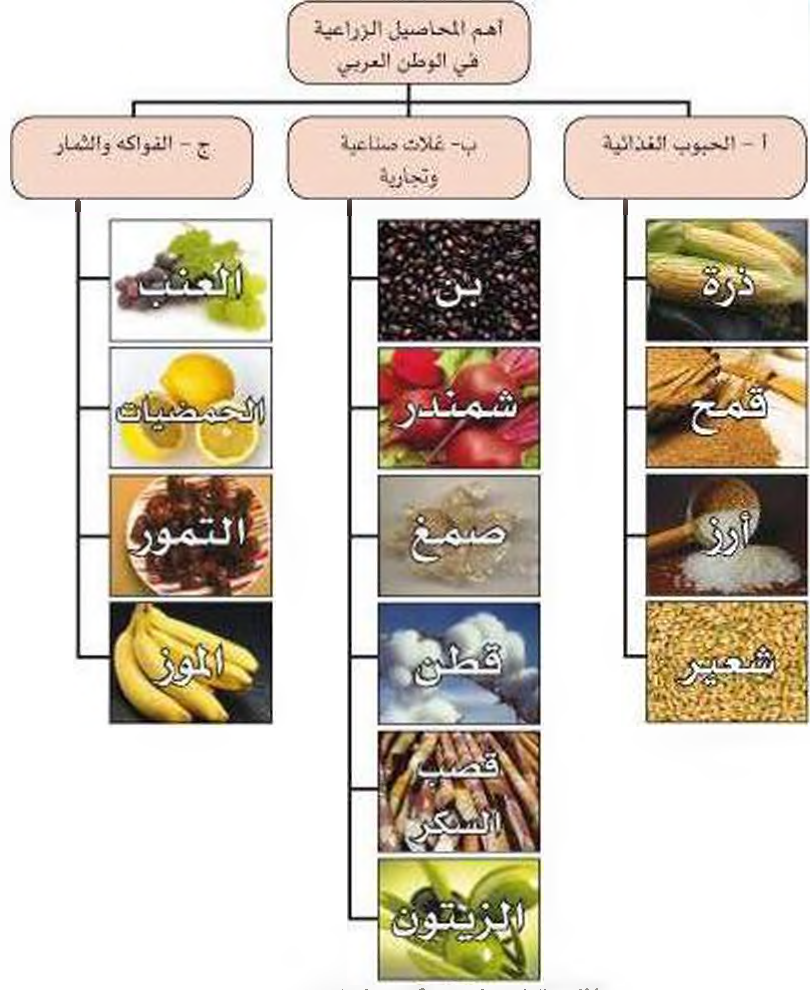 أهم المحاصيل الزراعية
في الوطن العربي
أ – الحبوب الغذائية
ذرة
قمح
أرز
شعير
ب- غلات صناعية
وتجارية
بن
شمندر
صمغ
قطن
قصب
السكر
الزيتون
ج – الفواكه والثمار
العنب
الحمضيات
التمور
الموز